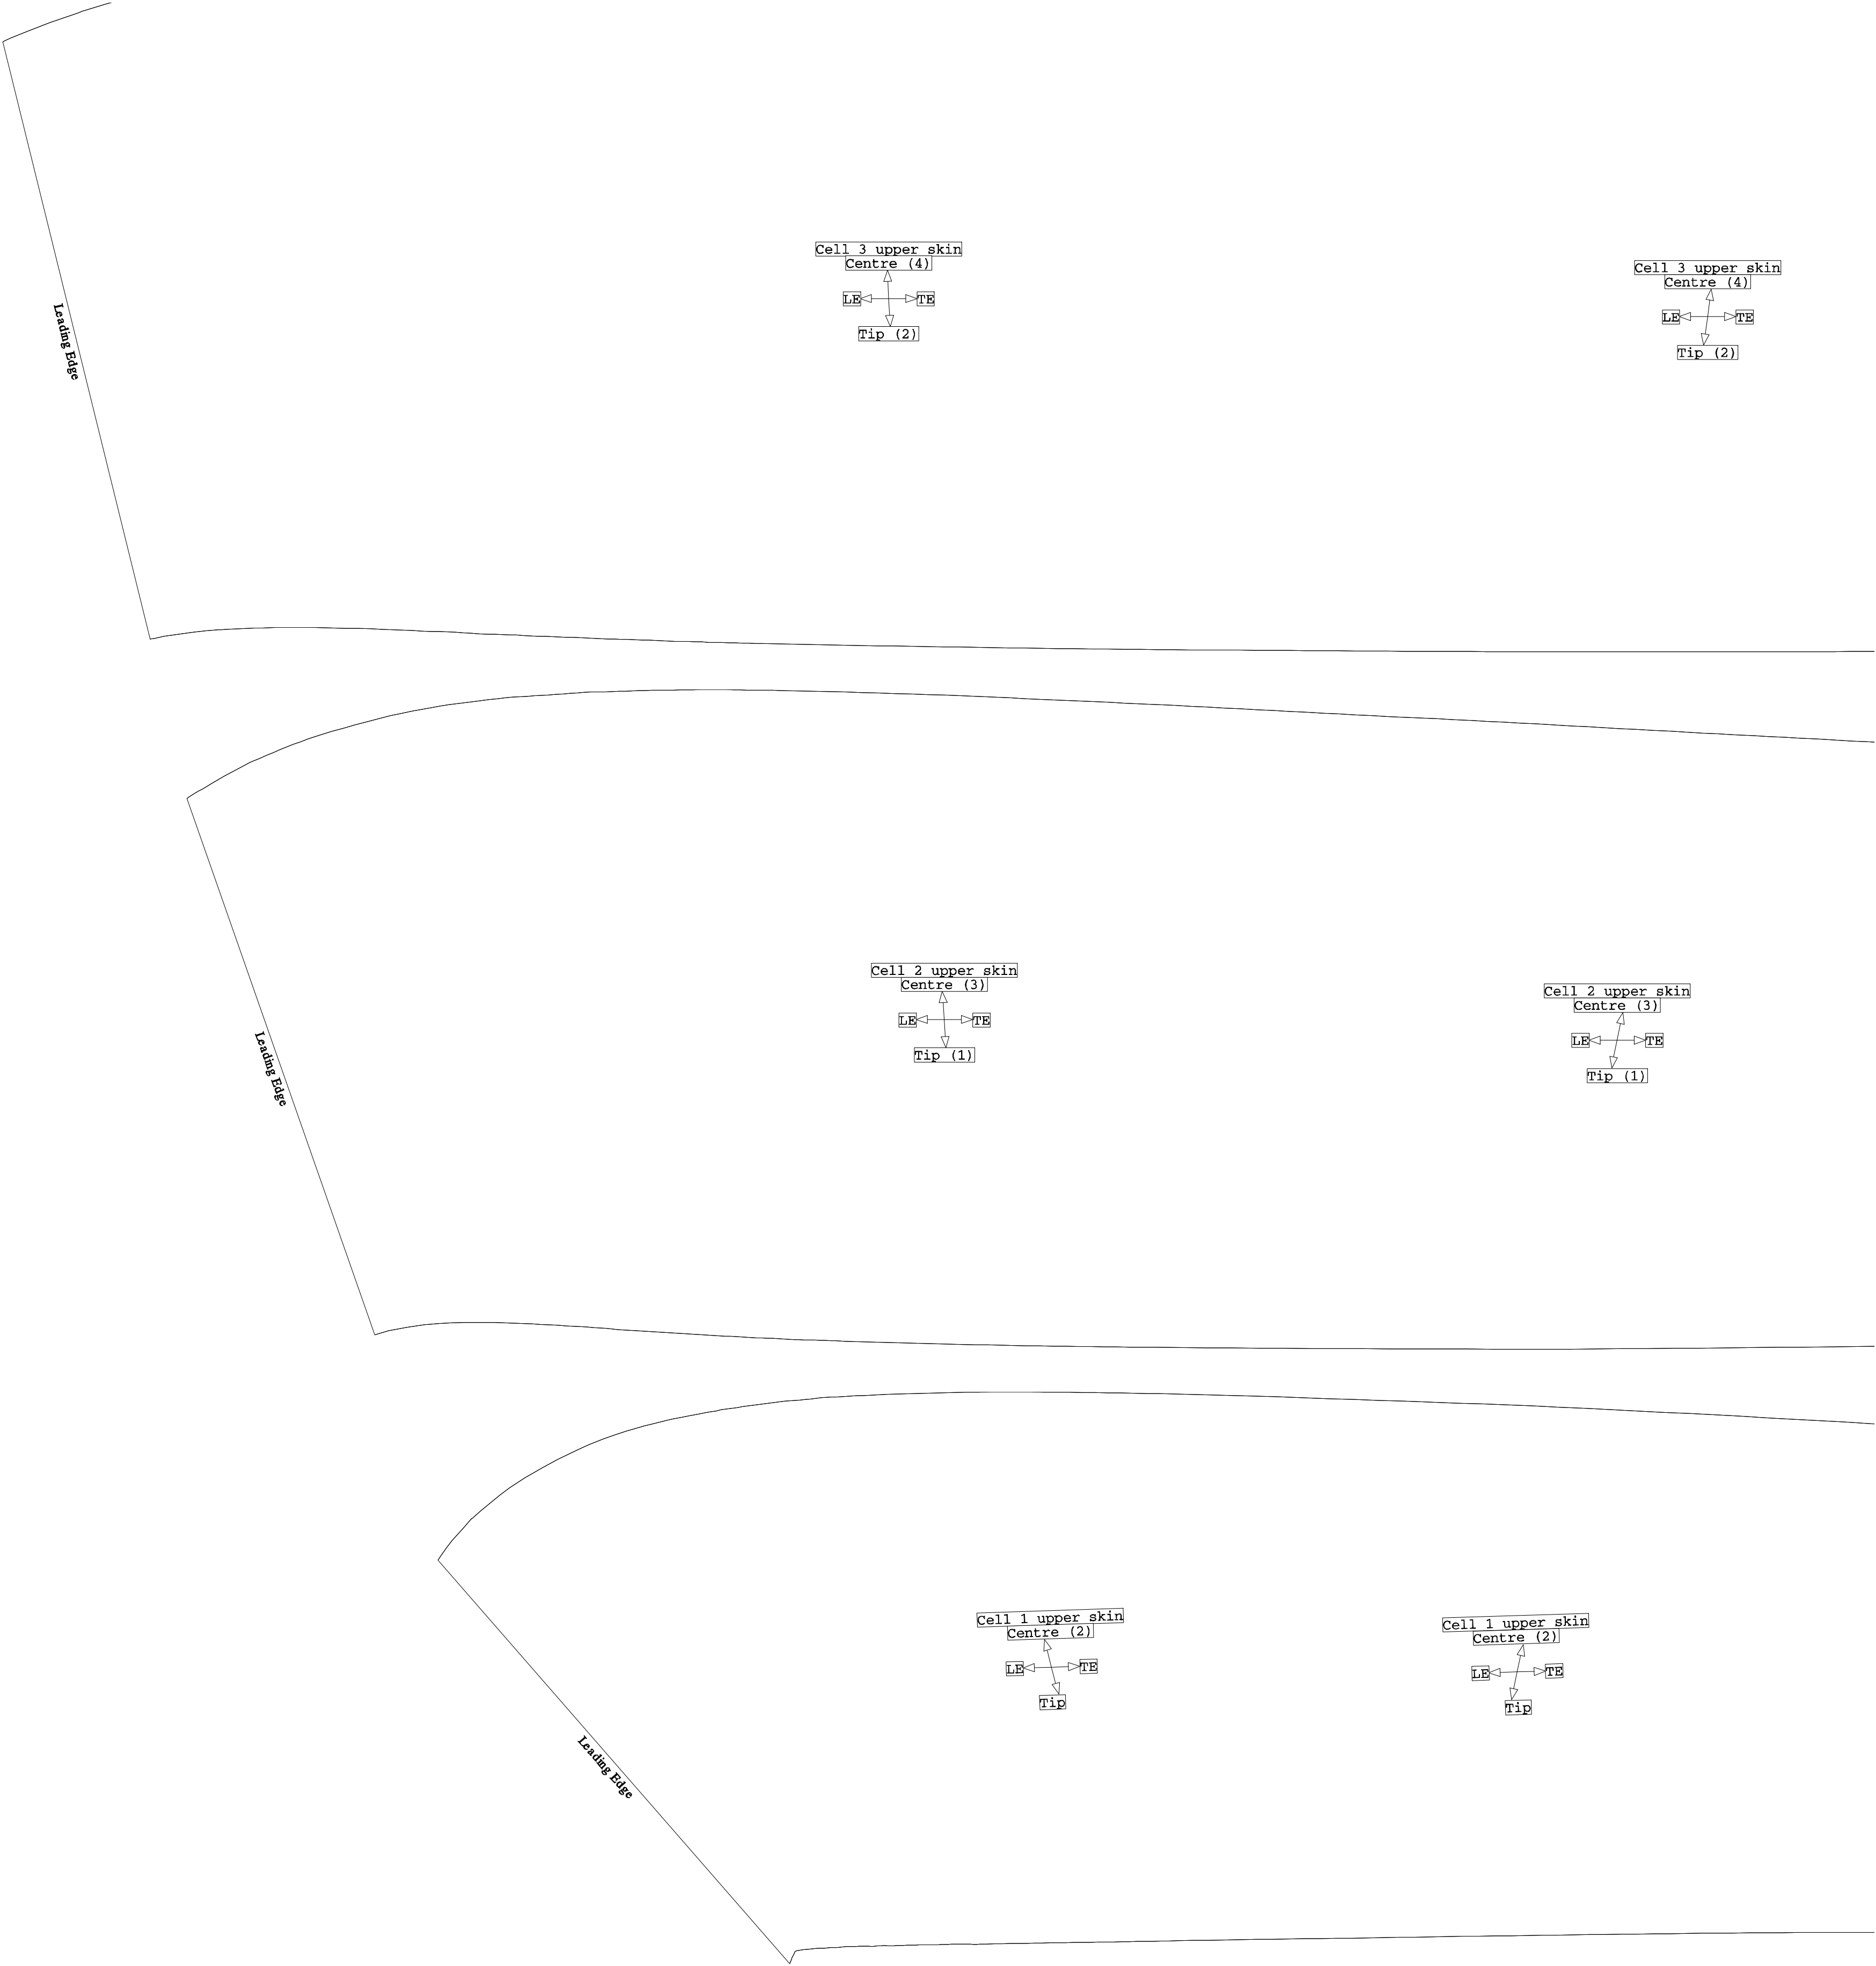 Cell 3 upper skin
Centre (4)
LE TE
Tip (2)
Cell 3 upper skin
Centre (4)
LE TE
Tip (2)
Leading Edge
Cell 2 upper skin
Centre (3)
LE TE
Tip (1)
Cell 2 upper skin
Centre (3)
LE TE
Tip (1)
Leading Edge
Cell 1 upper skin
Centre (2)
LE TE
Tip
Cell 1 upper skin
Centre (2)
LE TE
Tip
Leading Edge